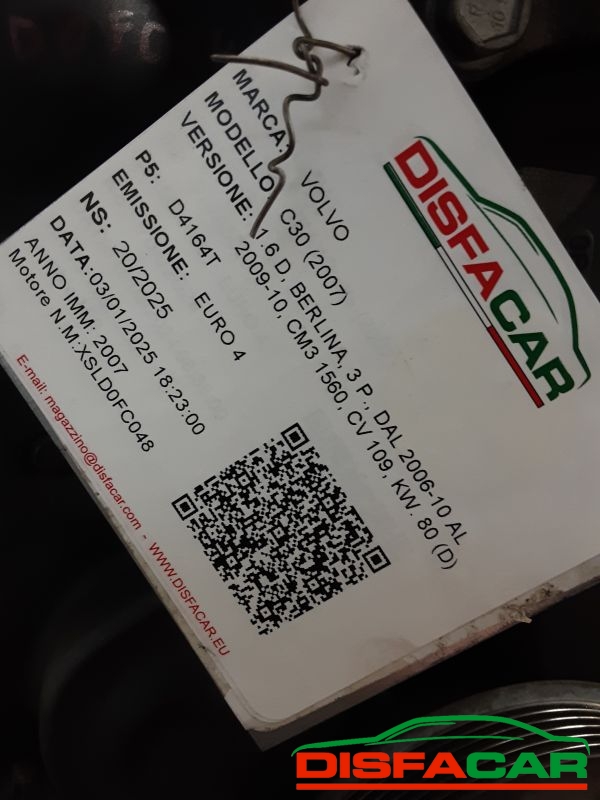 DISFACAR
MARCA: VOLVO
MODELLO: C30 (2007)
VERSIONE: 1.6 D, BERLINA, 3 P., DAL 2006-10 AL
2009-10, CM3 1560, CV 109, KW. 80 (D)
P5: D4164T
EMISSIONE: EURO 4
NS: 20/2025
DATA:03/01/2025 18:23:00
ANNO IMM: 2007
Motore N.M:XSLD0FC048
E-mail: magazzino@disfacar.com - WWW.DISFACAR.EU
DISFACAR